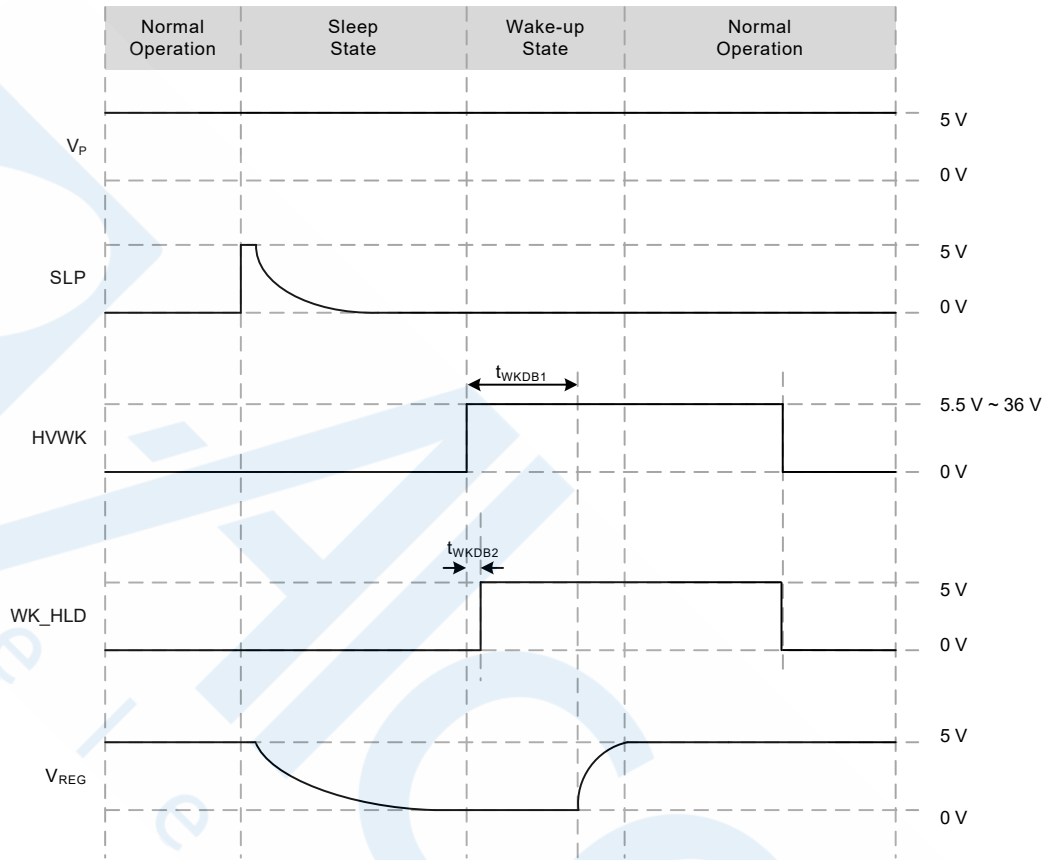 Normal
Operation
Sleep
State
Wake-up
State
Normal
Operation
VP
5 V
0 V
SLP
5 V
0 V
tWKDB1
HVWK
5.5 V ~ 36 V
0 V
tWKDB2
WK_HLD
5 V
0 V
VREG
5 V
0 V